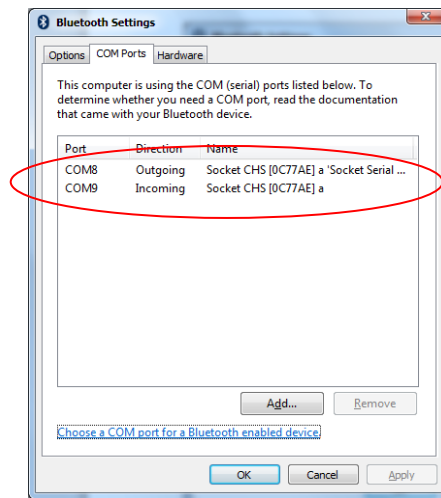 Bluetooth Settings
Options COM Ports Hardware
This computer is using the COM (serial) ports listed below. To
determine whether you need a COM port, read the documentation
that came with your Bluetooth device.
Port Direction Name
COM8 Outgoing Socket CHS [0C77AE] a 'Socket Serial ...
COM9 Incoming Socket CHS [0C77AE] a
Add... Remove
Choose a COM port for a Bluetooth enabled device.
OK Cancel Apply